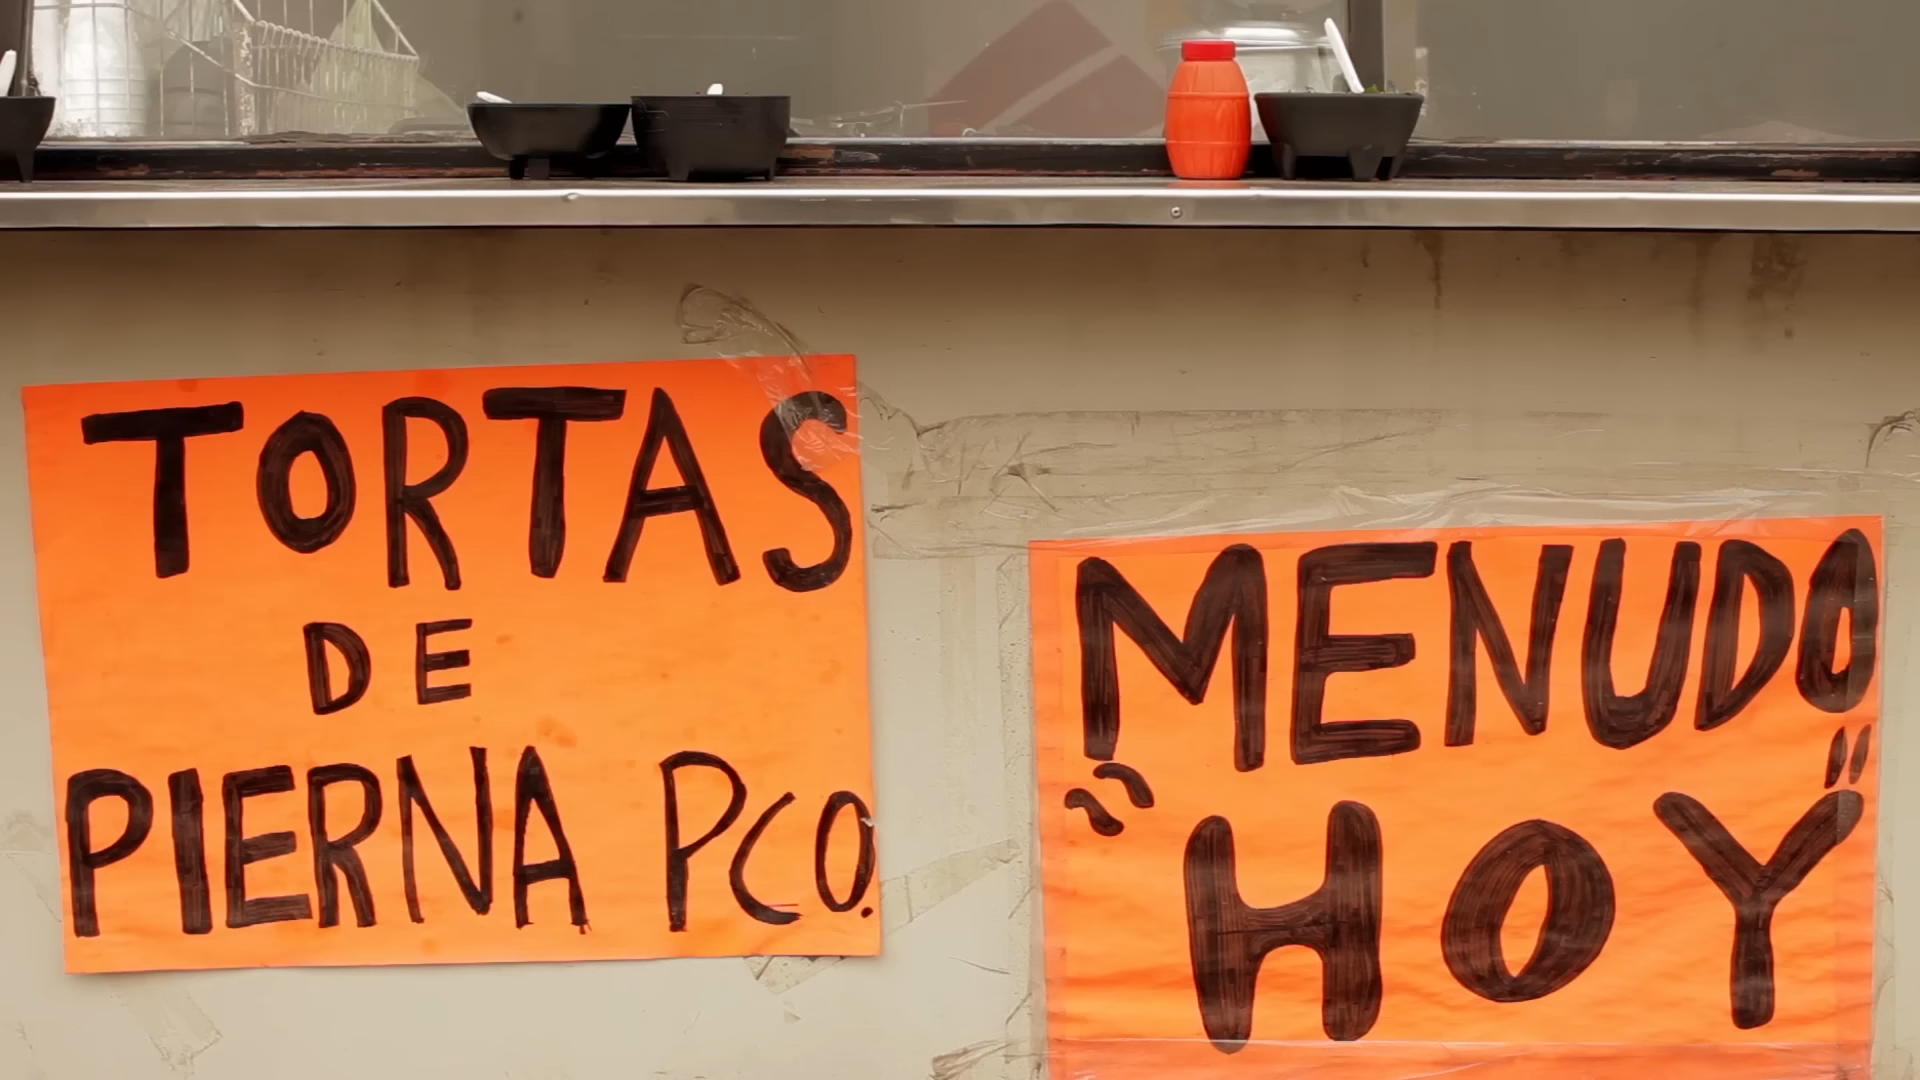 TORTAS
DE
PIERNA PCO.
MENUDO
"HOY"